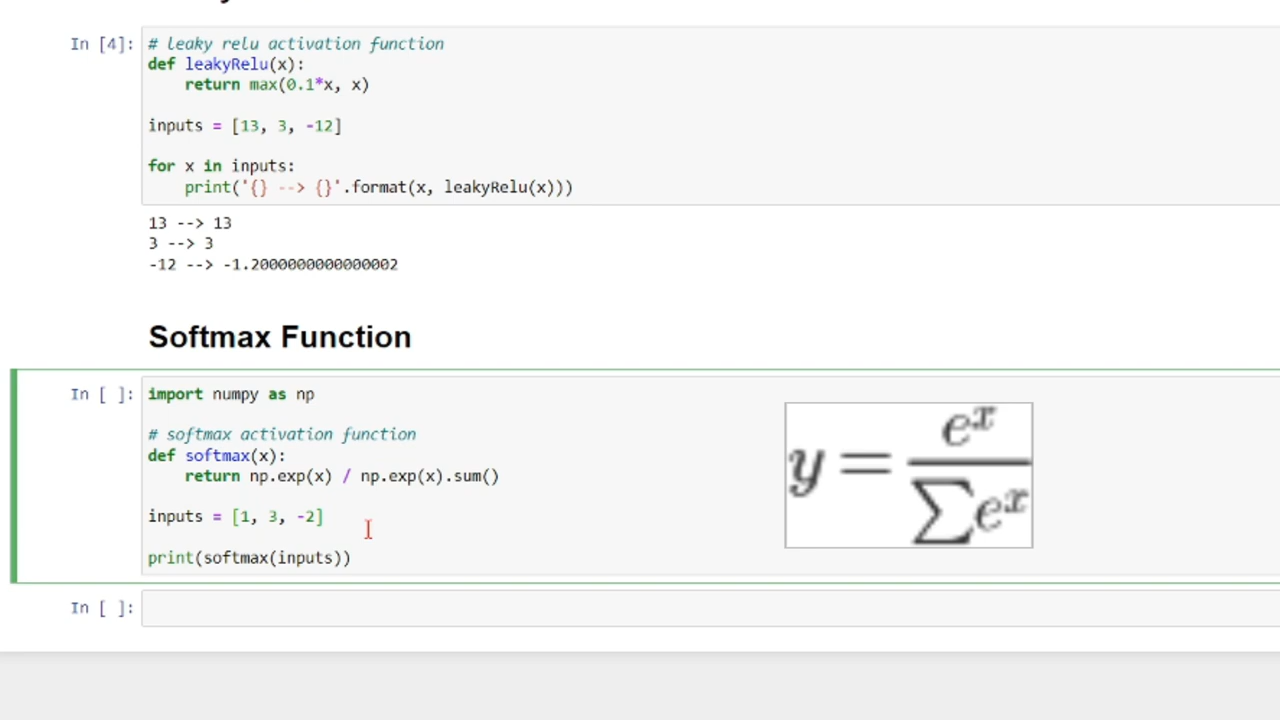 In [4]: # leaky relu activation function
def leakyRelu(x):
    return max(0.1*x, x)
inputs = [13, 3, -12]
for x in inputs:
    print('{} --> {}'.format(x, leakyRelu(x)))
13 --> 13
3 --> 3
-12 --> -1.2000000000000002
Softmax Function
In [ ]: import numpy as np
# softmax activation function
def softmax(x):
    return np.exp(x) / np.exp(x).sum()
inputs = [1, 3, -2]
print(softmax(inputs))
y = e^x / ∑e^x
In [ ]: